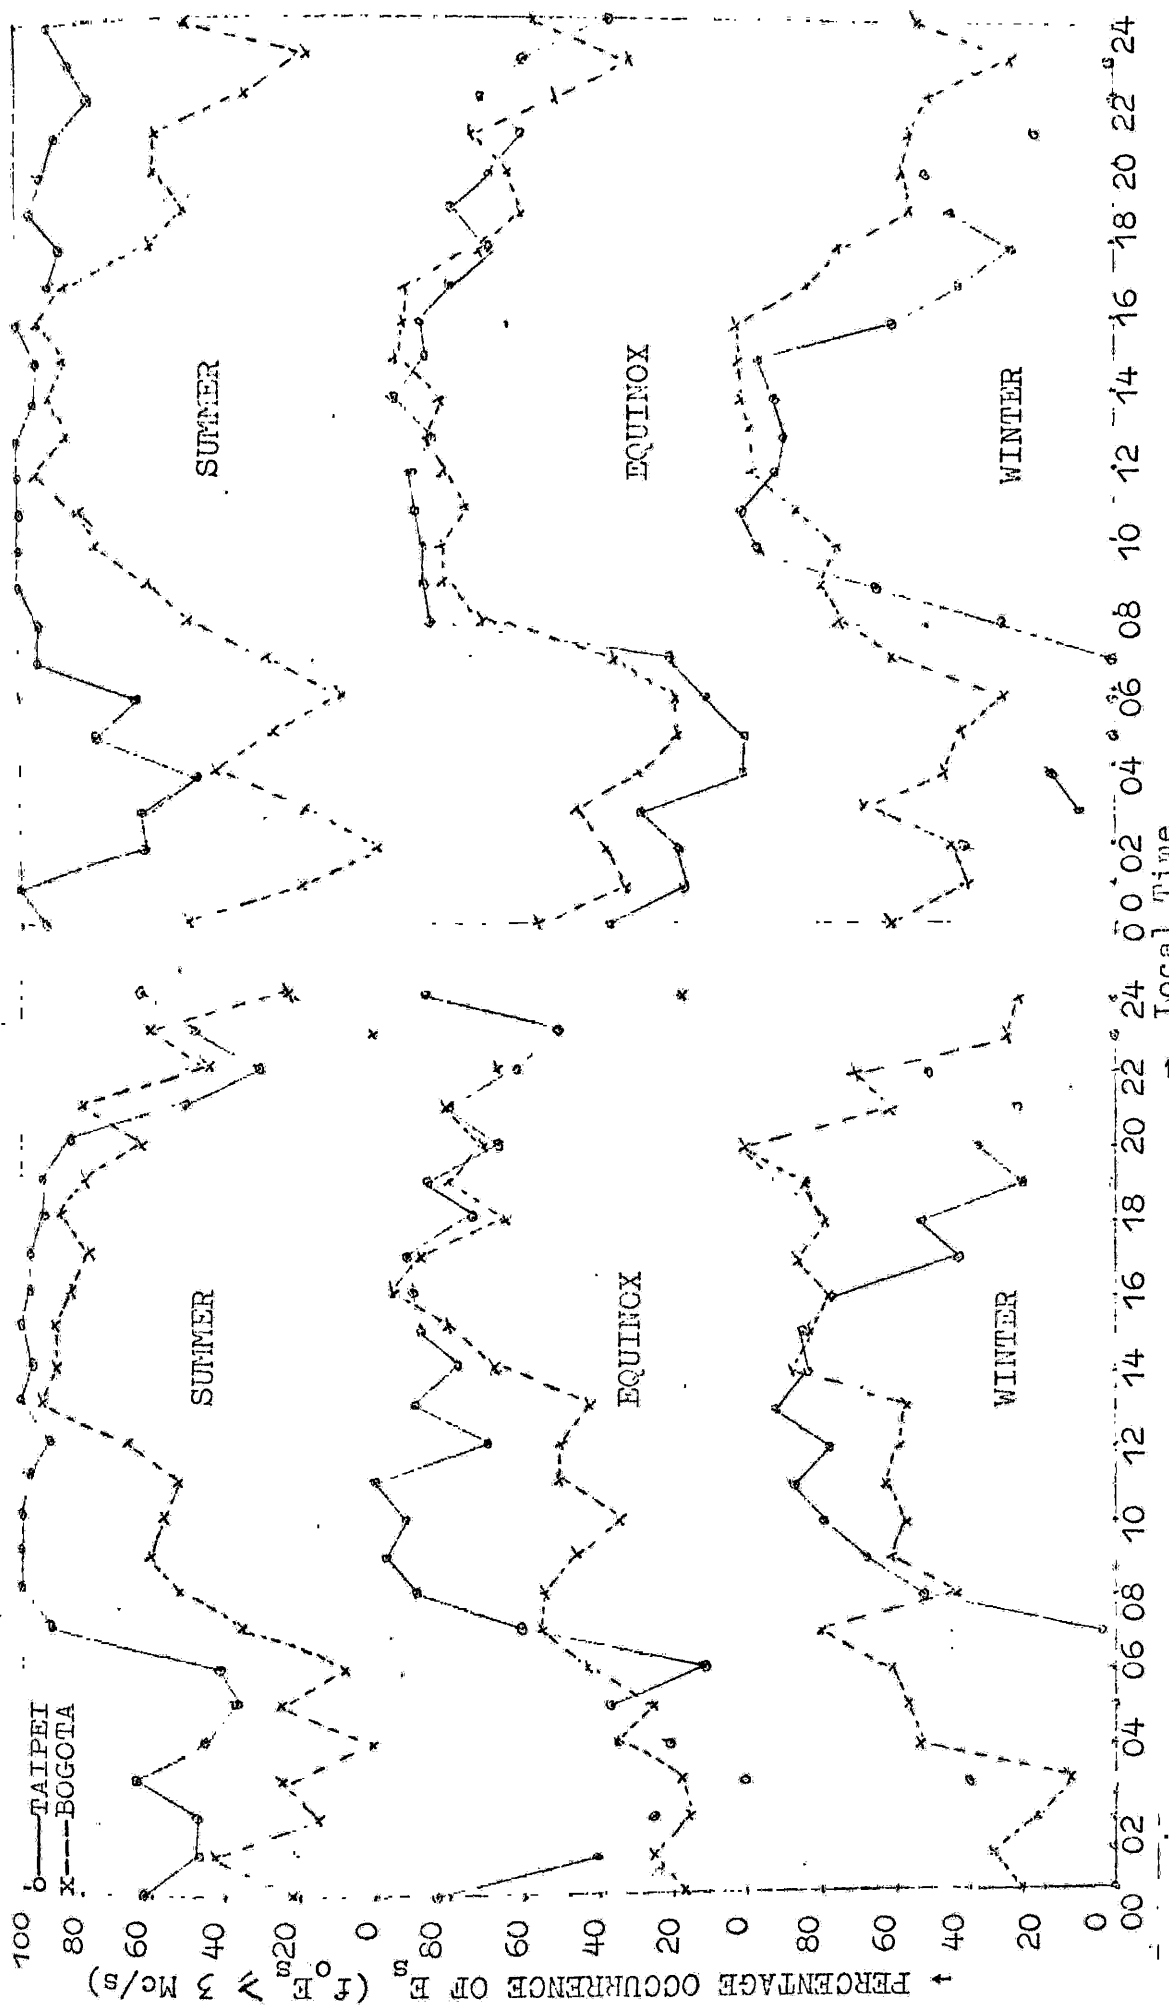 o——TAIPEI
x----BOGOTA
→ PERCENTAGE OCCURRENCE OF E_s (f_o E_s ⩾ 3 Mc/s)
100
80
60
40
20
0
80
60
40
20
0
80
60
40
20
0
SUMMER
SUMMER
EQUINOX
EQUINOX
WINTER
WINTER
00 02 04 06 08 10 12 14 16 18 20 22 24
00 02 04 06 08 10 12 14 16 18 20 22 24
→ Local Time